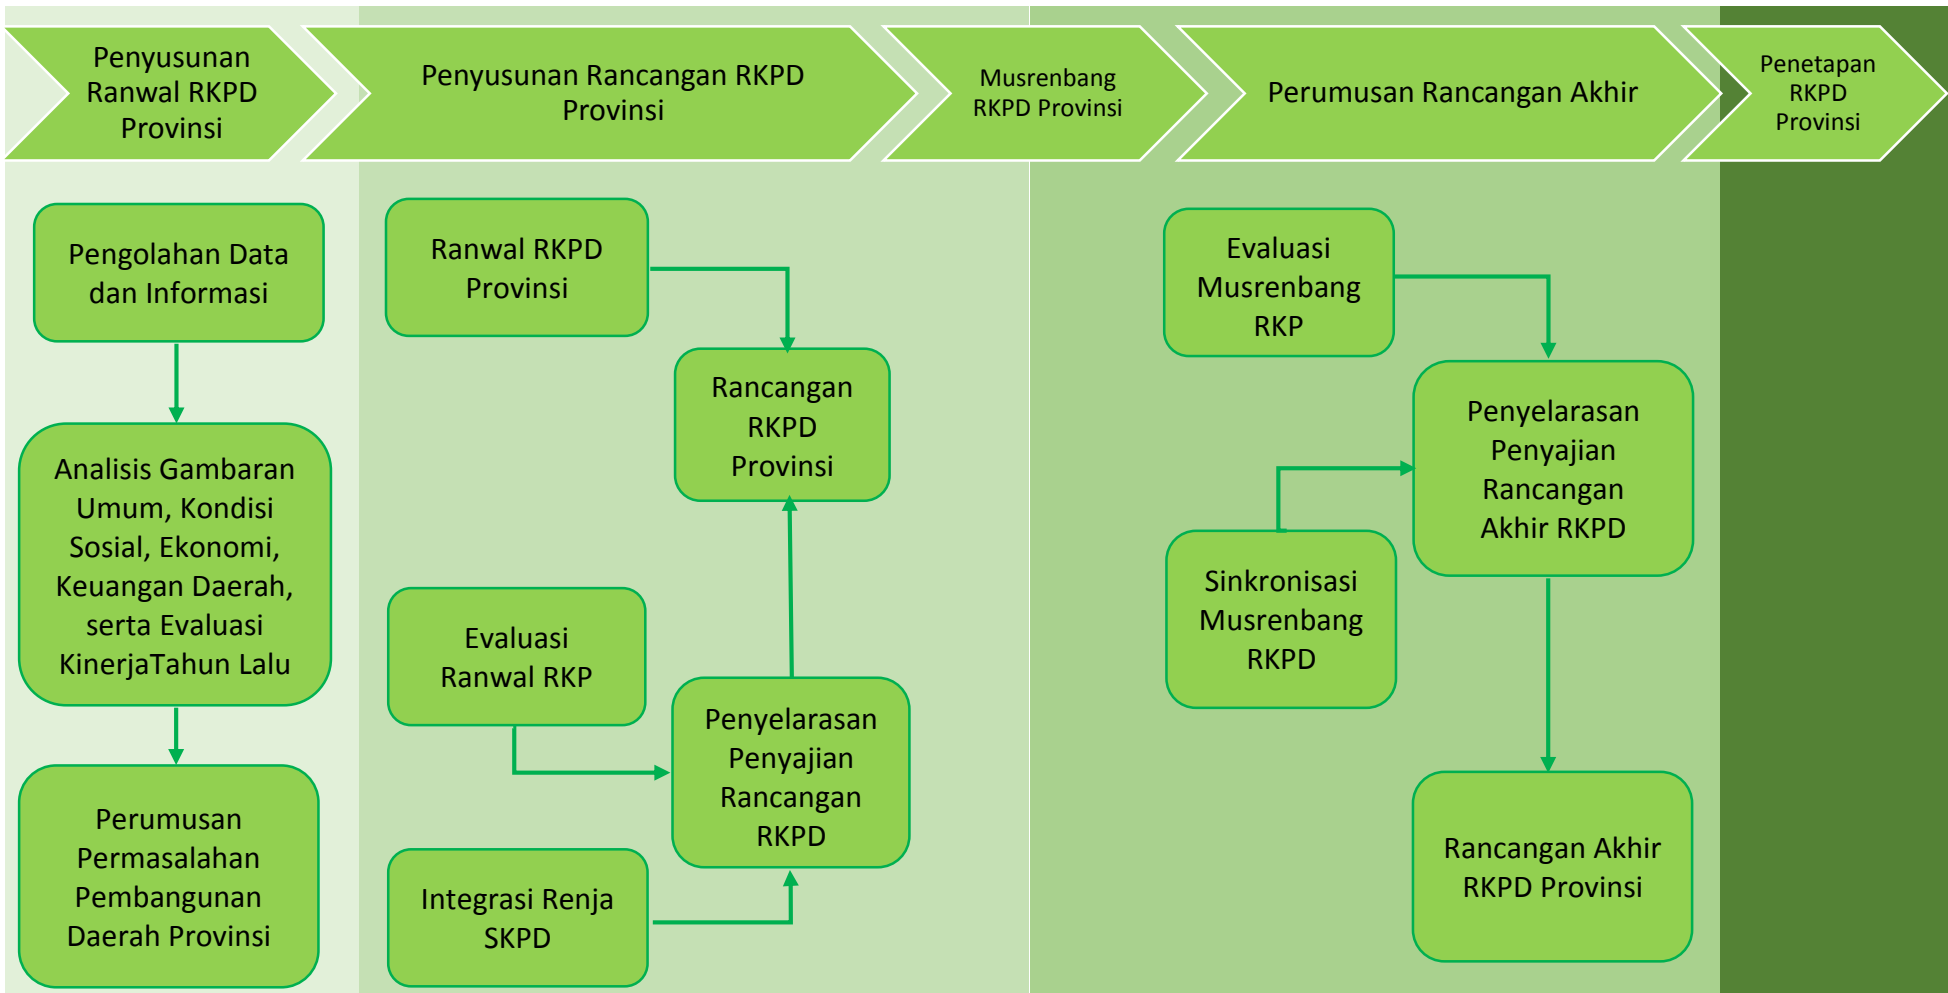 Penyusunan
Ranwal RKPD
Provinsi
Penyusunan Rancangan RKPD
Provinsi
Musrenbang
RKPD Provinsi
Perumusan Rancangan Akhir
Penetapan
RKPD
Provinsi
Pengolahan Data
dan Informasi
Analisis Gambaran
Umum, Kondisi
Sosial, Ekonomi,
Keuangan Daerah,
serta Evaluasi
KinerjaTahun Lalu
Perumusan
Permasalahan
Pembangunan
Daerah Provinsi
Ranwal RKPD
Provinsi
Rancangan
RKPD
Provinsi
Evaluasi
Ranwal RKP
Penyelarasan
Penyajian
Rancangan
RKPD
Integrasi Renja
SKPD
Evaluasi
Musrenbang
RKP
Penyelarasan
Penyajian
Rancangan
Akhir RKPD
Sinkronisasi
Musrenbang
RKPD
Rancangan Akhir
RKPD Provinsi